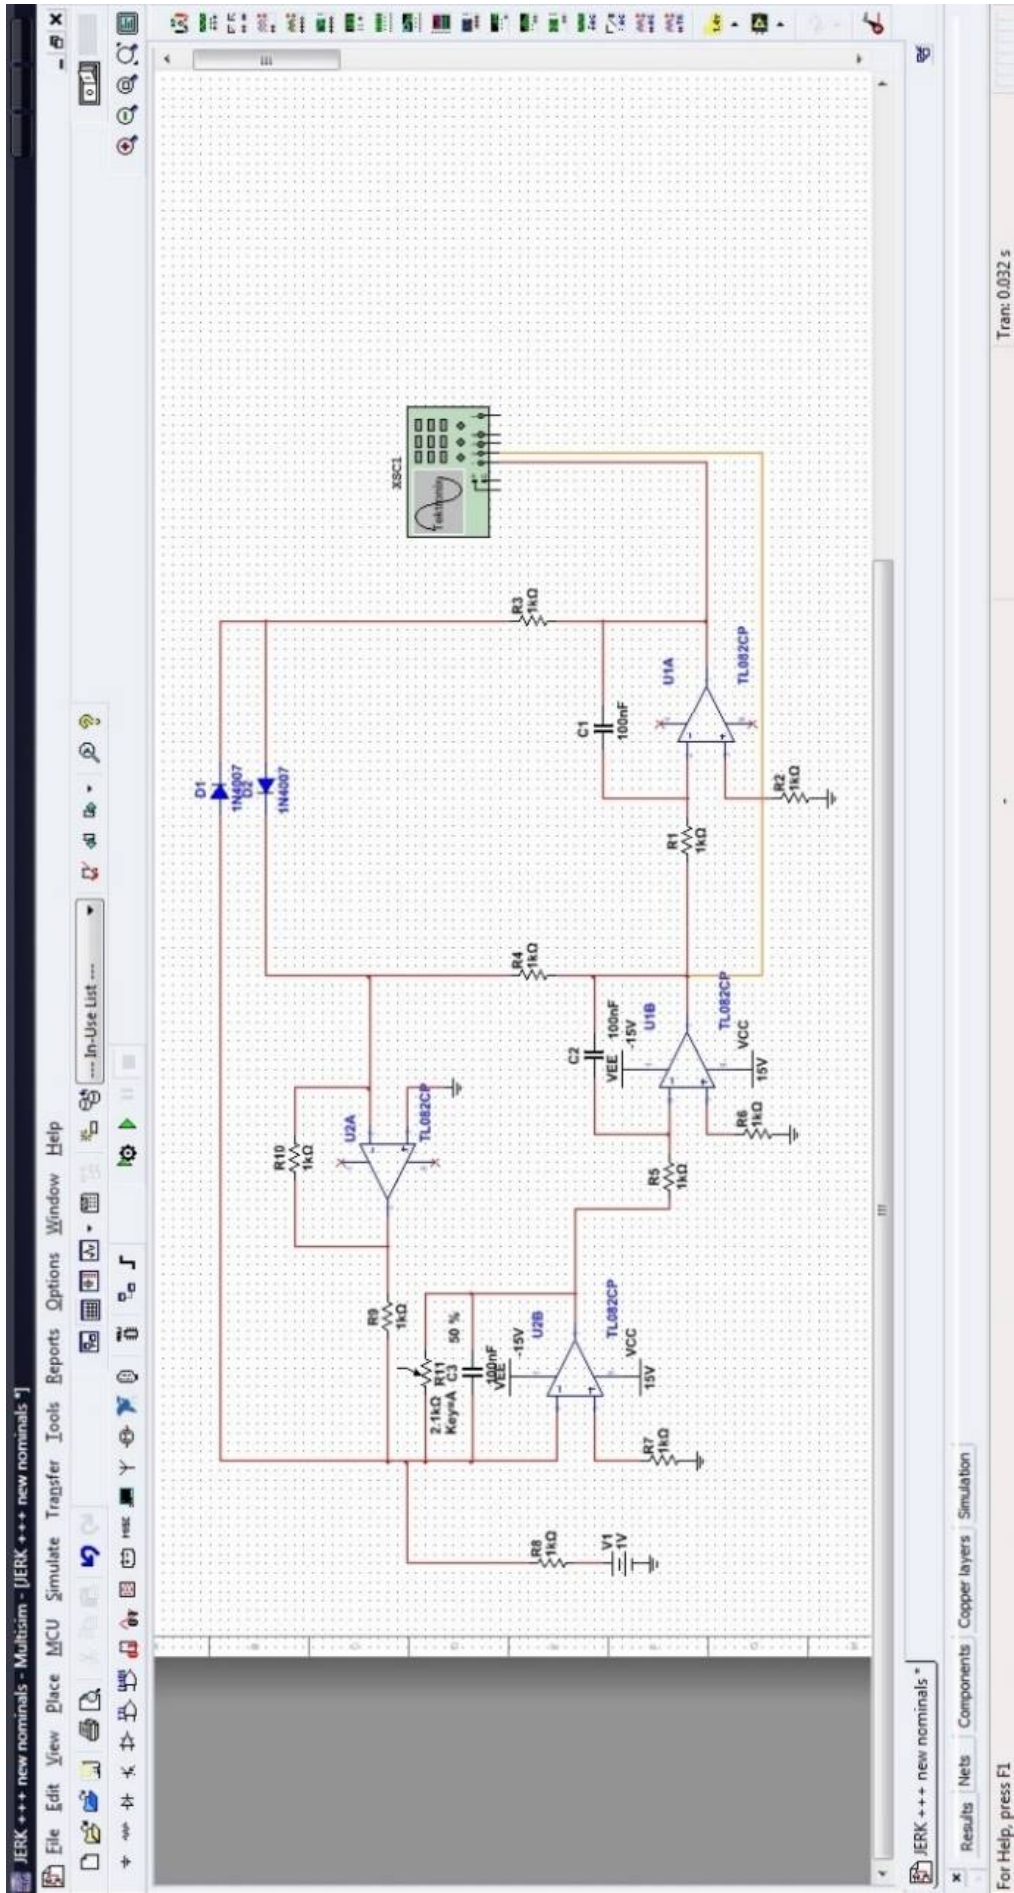 JERK +++ new nominals - Multisim - [JERK +++ new nominals *]
File Edit View Place MCU Simulate Transfer Tools Reports Options Window Help
--- In-Use List ---
MISC
1.4v
D1
1N4007
D2
1N4007
XSC1
Tektronix
R10
1kΩ
U2A
TL082CP
R9
1kΩ
R4
1kΩ
R3
1kΩ
R11
2.1kΩ
Key=A
50 %
C3
100nF
VEE
-15V
U2B
TL082CP
VCC
15V
R8
1kΩ
V1
1V
R7
1kΩ
R5
1kΩ
C2
100nF
VEE
-15V
U1B
TL082CP
VCC
15V
R6
1kΩ
R1
1kΩ
C1
100nF
U1A
TL082CP
R2
1kΩ
JERK +++ new nominals *
Results Nets Components Copper layers Simulation
For Help, press F1
-
Tran: 0.032 s